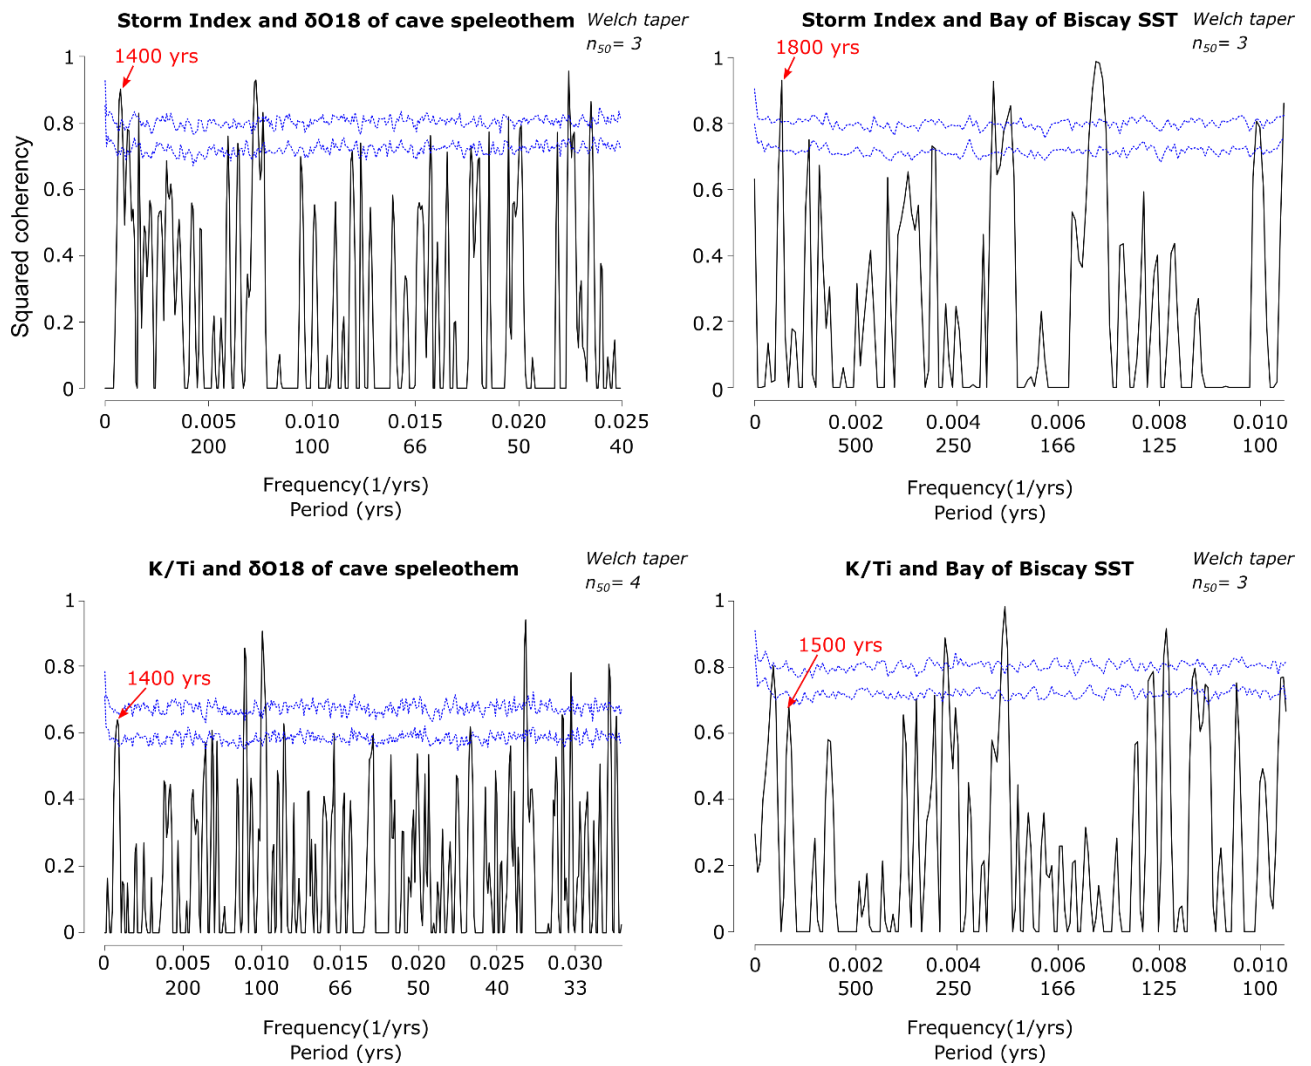 Storm Index and δO18 of cave speleothem
Welch taper
n50= 3
1400 yrs
Squared coherency
1
0.8
0.6
0.4
0.2
0
0 0.005 0.010 0.015 0.020 0.025
200 100 66 50 40
Frequency(1/yrs)
Period (yrs)
Storm Index and Bay of Biscay SST
Welch taper
n50= 3
1800 yrs
1
0.8
0.6
0.4
0.2
0
0 0.002 0.004 0.006 0.008 0.010
500 250 166 125 100
Frequency(1/yrs)
Period (yrs)
K/Ti and δO18 of cave speleothem
Welch taper
n50= 4
1400 yrs
1
0.8
0.6
0.4
0.2
0
0 0.005 0.010 0.015 0.020 0.025 0.030
200 100 66 50 40 33
Frequency(1/yrs)
Period (yrs)
K/Ti and Bay of Biscay SST
Welch taper
n50= 3
1500 yrs
1
0.8
0.6
0.4
0.2
0
0 0.002 0.004 0.006 0.008 0.010
500 250 166 125 100
Frequency(1/yrs)
Period (yrs)